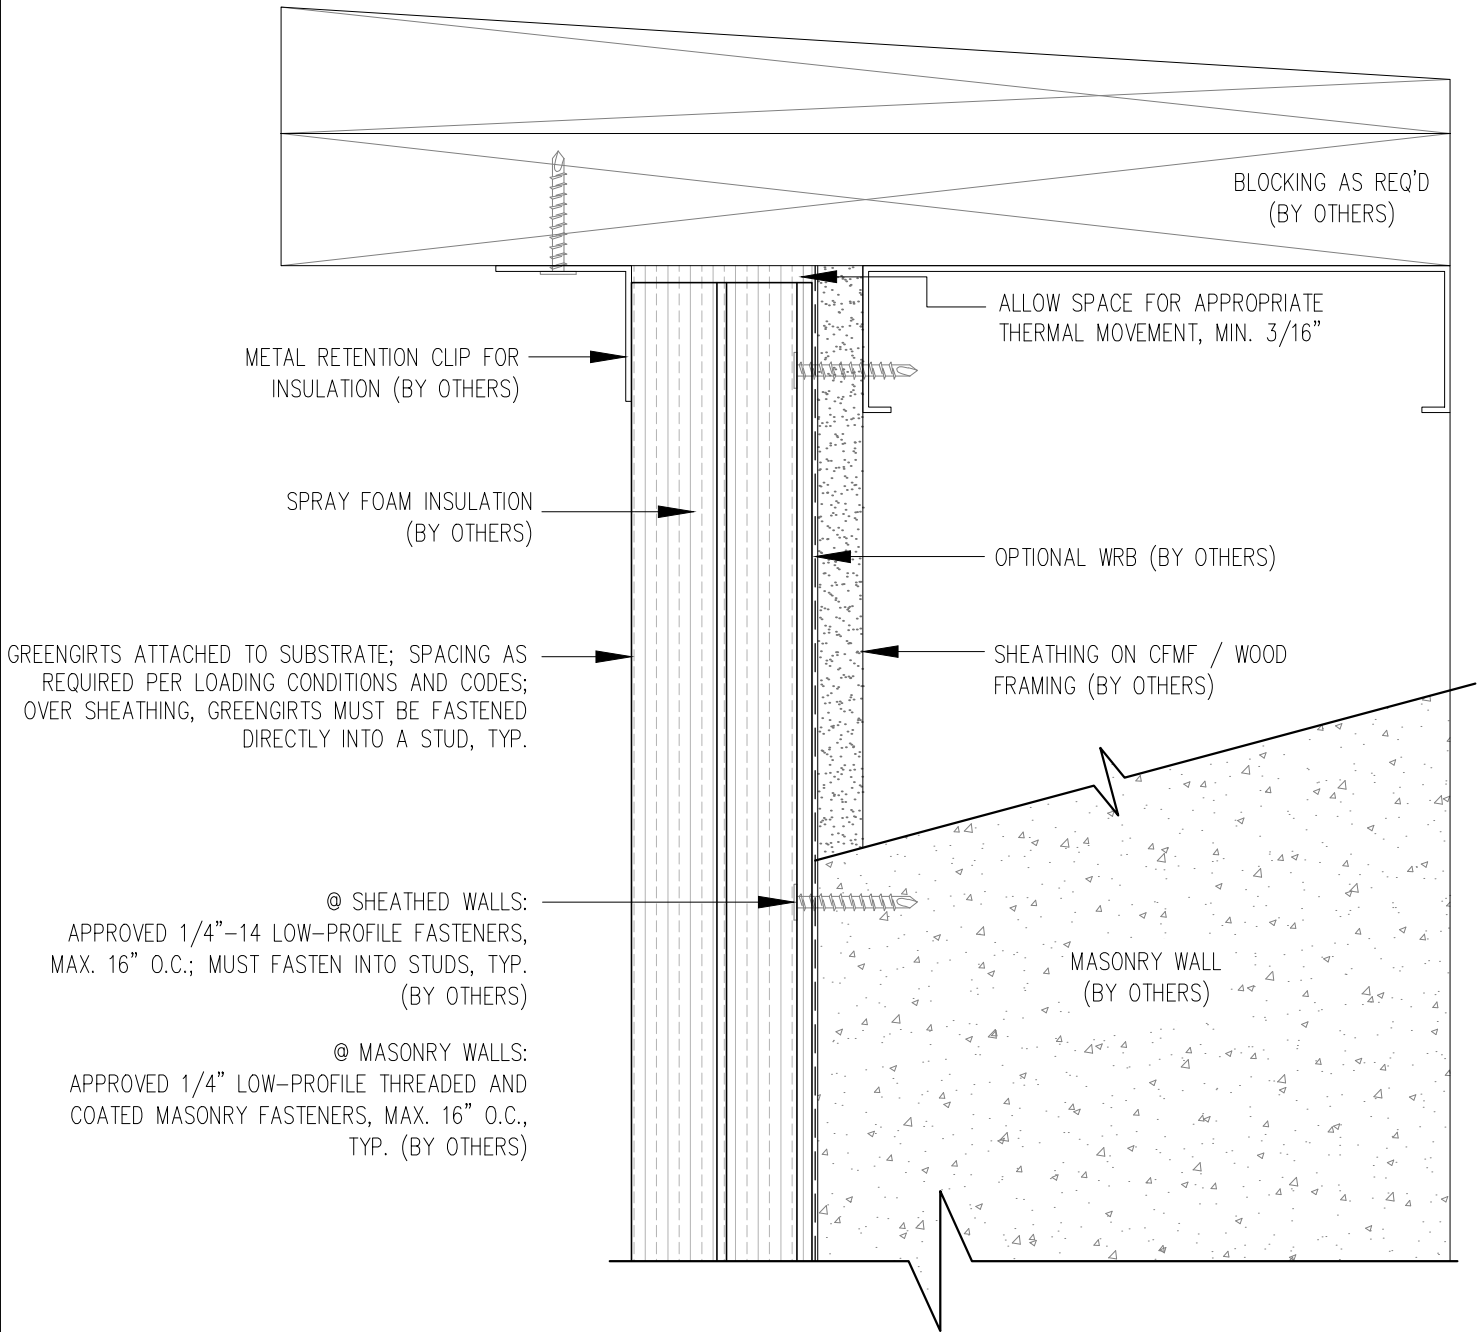 BLOCKING AS REQ'D
(BY OTHERS)
ALLOW SPACE FOR APPROPRIATE
THERMAL MOVEMENT, MIN. 3/16"
METAL RETENTION CLIP FOR
INSULATION (BY OTHERS)
SPRAY FOAM INSULATION
(BY OTHERS)
OPTIONAL WRB (BY OTHERS)
GREENGIRTS ATTACHED TO SUBSTRATE; SPACING AS
REQUIRED PER LOADING CONDITIONS AND CODES;
OVER SHEATHING, GREENGIRTS MUST BE FASTENED
DIRECTLY INTO A STUD, TYP.
SHEATHING ON CFMF / WOOD
FRAMING (BY OTHERS)
@ SHEATHED WALLS:
APPROVED 1/4"-14 LOW-PROFILE FASTENERS,
MAX. 16" O.C.; MUST FASTEN INTO STUDS, TYP.
(BY OTHERS)
MASONRY WALL
(BY OTHERS)
@ MASONRY WALLS:
APPROVED 1/4" LOW-PROFILE THREADED AND
COATED MASONRY FASTENERS, MAX. 16" O.C.,
TYP. (BY OTHERS)